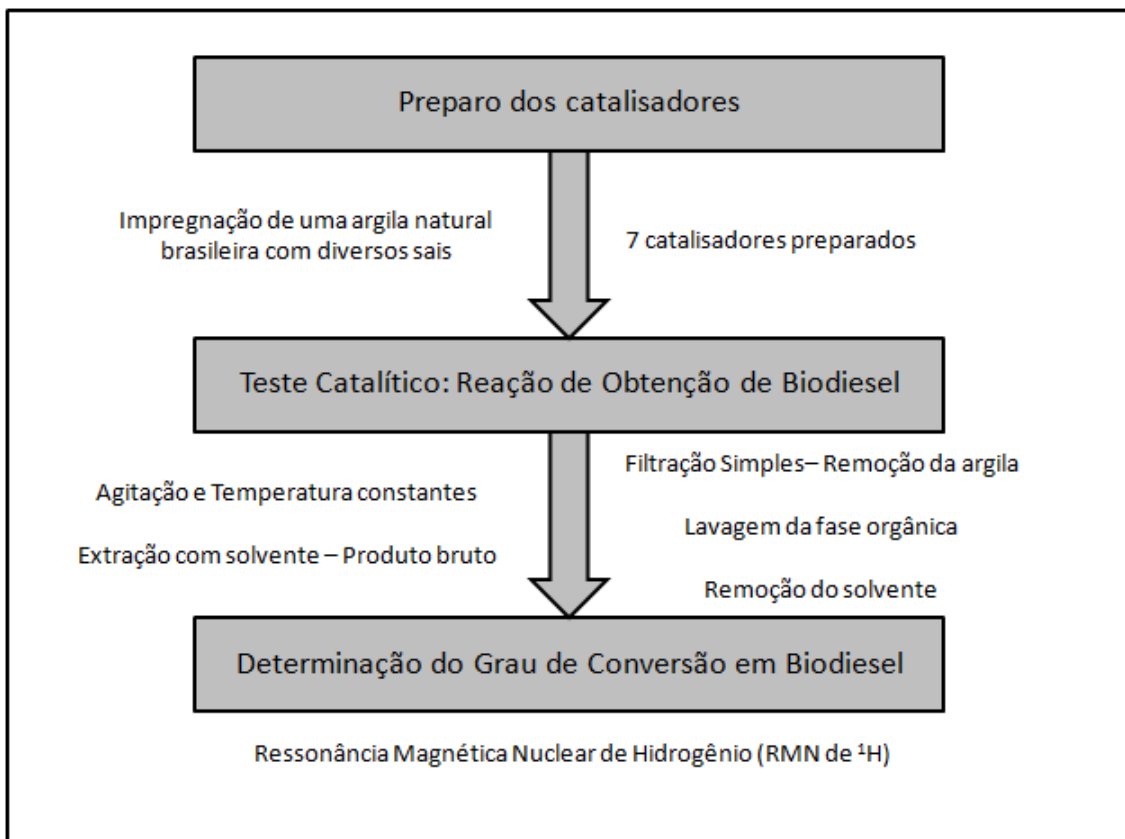 Preparo dos catalisadores
Impregnação de uma argila natural
brasileira com diversos sais
7 catalisadores preparados
Teste Catalítico: Reação de Obtenção de Biodiesel
Agitação e Temperatura constantes
Extração com solvente – Produto bruto
Filtração Simples– Remoção da argila
Lavagem da fase orgânica
Remoção do solvente
Determinação do Grau de Conversão em Biodiesel
Ressonância Magnética Nuclear de Hidrogênio (RMN de ¹H)